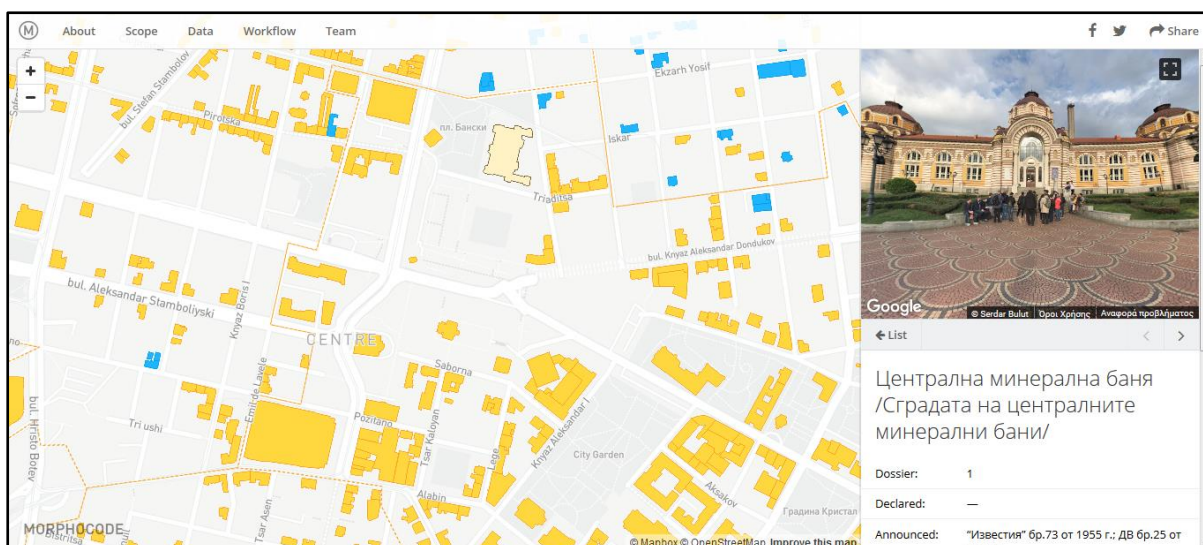 M About Scope Data Workflow Team Share
+
−
Ekzarh Yosif
bul. Stefan Stambolov
Pirotska
пл. Бански
Iskar
Triaditsa
bul. Knyaz Aleksandar Dondukov
bul. Aleksandar Stamboliyski
Knyaz Boris I
CENTRE
Saborna
Emil de Lavele
Pozitano
Tri ushi
bul. Hristo Botev
Tsar Kaloyan
Lege
Knyaz Aleksandar I
City Garden
Aksakov
Градина Кристал
Alabin
Tsar Asen
Bistritsa
MORPHOCODE
© Mapbox © OpenStreetMap Improve this map
Google
© Serdar Bulut Όροι Χρήσης Αναφορά προβλήματος
List
Централна минерална баня
/Сградата на централните
минерални бани/
Dossier: 1
Declared: —
Announced: "Известия" бр.73 от 1955 г.; ДВ бр.25 от